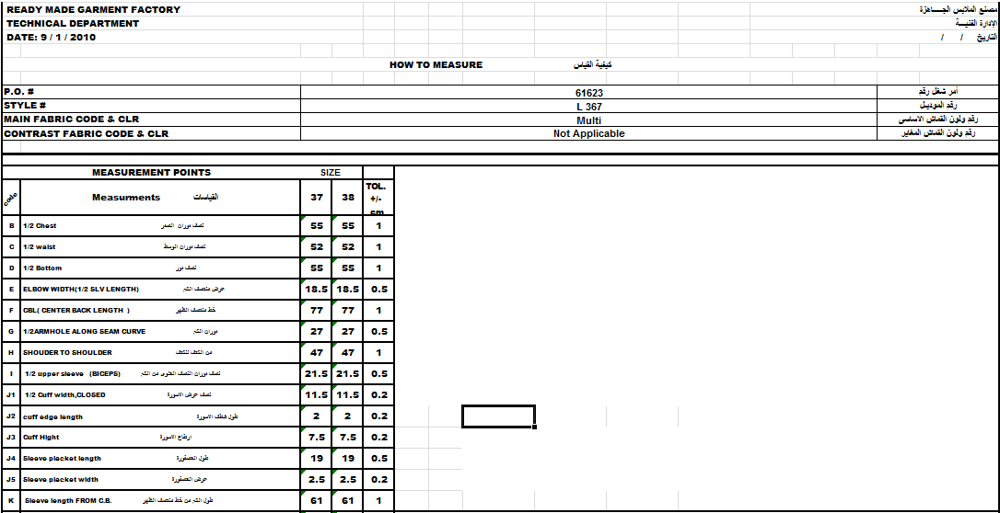 READY MADE GARMENT FACTORY مصنع الملابس الجـــاهزة
TECHNICAL DEPARTMENT الإدارة الفنيـــة
DATE: 9 / 1 / 2010 التاريخ / /
HOW TO MEASURE كيفية القياس
P.O. # 61623 أمر شغل رقم
STYLE # L 367 رقم الموديـل
MAIN FABRIC CODE & CLR Multi رقم ولون القماش الاساسى
CONTRAST FABRIC CODE & CLR Not Applicable رقم ولون القماش المغاير
MEASUREMENT POINTS SIZE
code Measurments القياسات 37 38 TOL. +/- cm
B 1/2 Chest نصف دوران الصدر 55 55 1
C 1/2 waist نصف دوران الوسط 52 52 1
D 1/2 Bottom نصف دور 55 55 1
E ELBOW WIDTH(1/2 SLV LENGTH) عرض منتصف الكم 18.5 18.5 0.5
F CBL( CENTER BACK LENGTH ) خط منتصف الظهر 77 77 1
G 1/2ARMHOLE ALONG SEAM CURVE دوران الكم 27 27 0.5
H SHOUDER TO SHOULDER من الكتف للكتف 47 47 1
I 1/2 upper sleeve (BICEPS) نصف دوران النصف العلوى من الكم 21.5 21.5 0.5
J1 1/2 Cuff width,CLOSED نصف عرض الاسورة 11.5 11.5 0.2
J2 cuff edge length طول شطف الاسورة 2 2 0.2
J3 Cuff Hight ارتفاع الاسورة 7.5 7.5 0.2
J4 Sleeve placket length طول العصفورة 19 19 0.5
J5 Sleeve placket width عرض العصفورة 2.5 2.5 0.2
K Sleeve length FROM C.B. طول الكم من خط منتصف الظهر 61 61 1